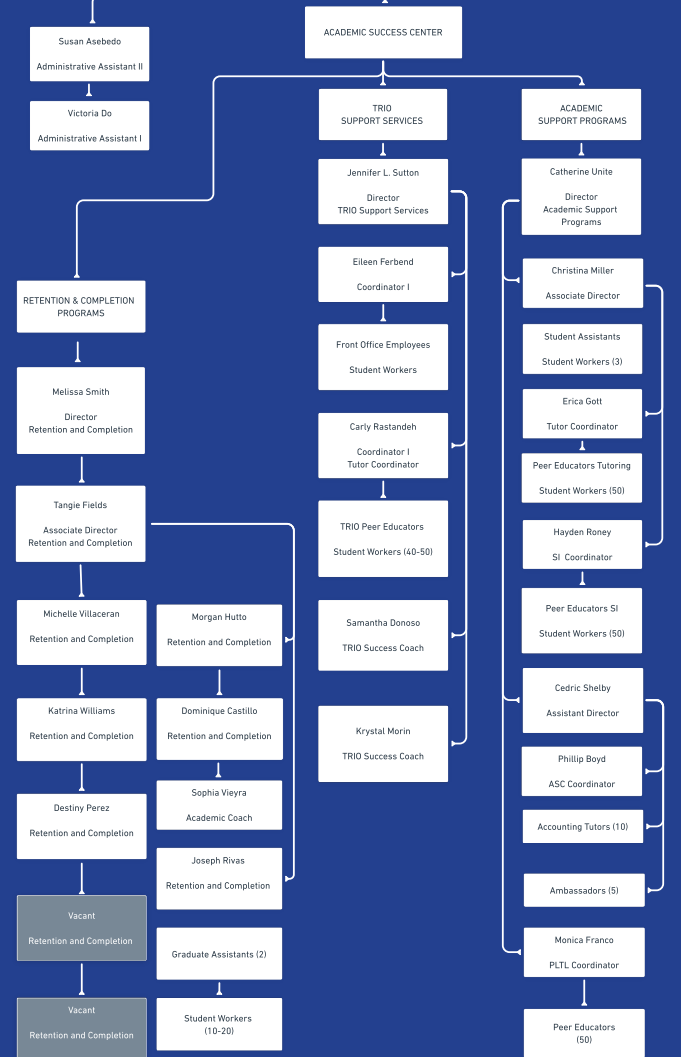 Susan Asebedo
Administrative Assistant II
Victoria Do
Administrative Assistant I
ACADEMIC SUCCESS CENTER
RETENTION & COMPLETION
PROGRAMS
Melissa Smith
Director
Retention and Completion
Tangie Fields
Associate Director
Retention and Completion
Michelle Villaceran
Retention and Completion
Katrina Williams
Retention and Completion
Destiny Perez
Retention and Completion
Vacant
Retention and Completion
Vacant
Retention and Completion
Morgan Hutto
Retention and Completion
Dominique Castillo
Retention and Completion
Sophia Vieyra
Academic Coach
Joseph Rivas
Retention and Completion
Graduate Assistants (2)
Student Workers
(10-20)
TRIO
SUPPORT SERVICES
Jennifer L. Sutton
Director
TRIO Support Services
Eileen Ferbend
Coordinator I
Front Office Employees
Student Workers
Carly Rastandeh
Coordinator I
Tutor Coordinator
TRIO Peer Educators
Student Workers (40-50)
Samantha Donoso
TRIO Success Coach
Krystal Morin
TRIO Success Coach
ACADEMIC
SUPPORT PROGRAMS
Catherine Unite
Director
Academic Support
Programs
Christina Miller
Associate Director
Student Assistants
Student Workers (3)
Erica Gott
Tutor Coordinator
Peer Educators Tutoring
Student Workers (50)
Hayden Roney
SI Coordinator
Peer Educators SI
Student Workers (50)
Cedric Shelby
Assistant Director
Phillip Boyd
ASC Coordinator
Accounting Tutors (10)
Ambassadors (5)
Monica Franco
PLTL Coordinator
Peer Educators
(50)